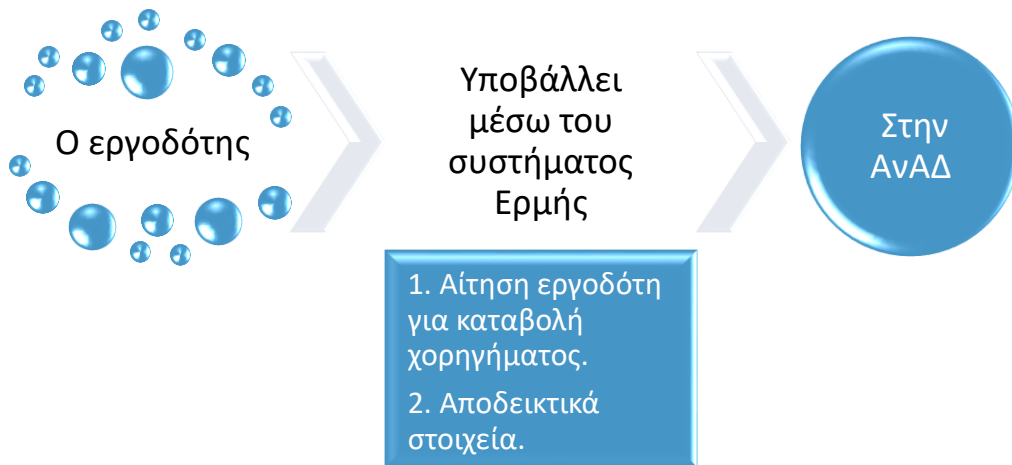 Ο εργοδότης
Υποβάλλει
μέσω του
συστήματος
Ερμής
Στην
ΑνΑΔ
1. Αίτηση εργοδότη
για καταβολή
χορηγήματος.
2. Αποδεικτικά
στοιχεία.